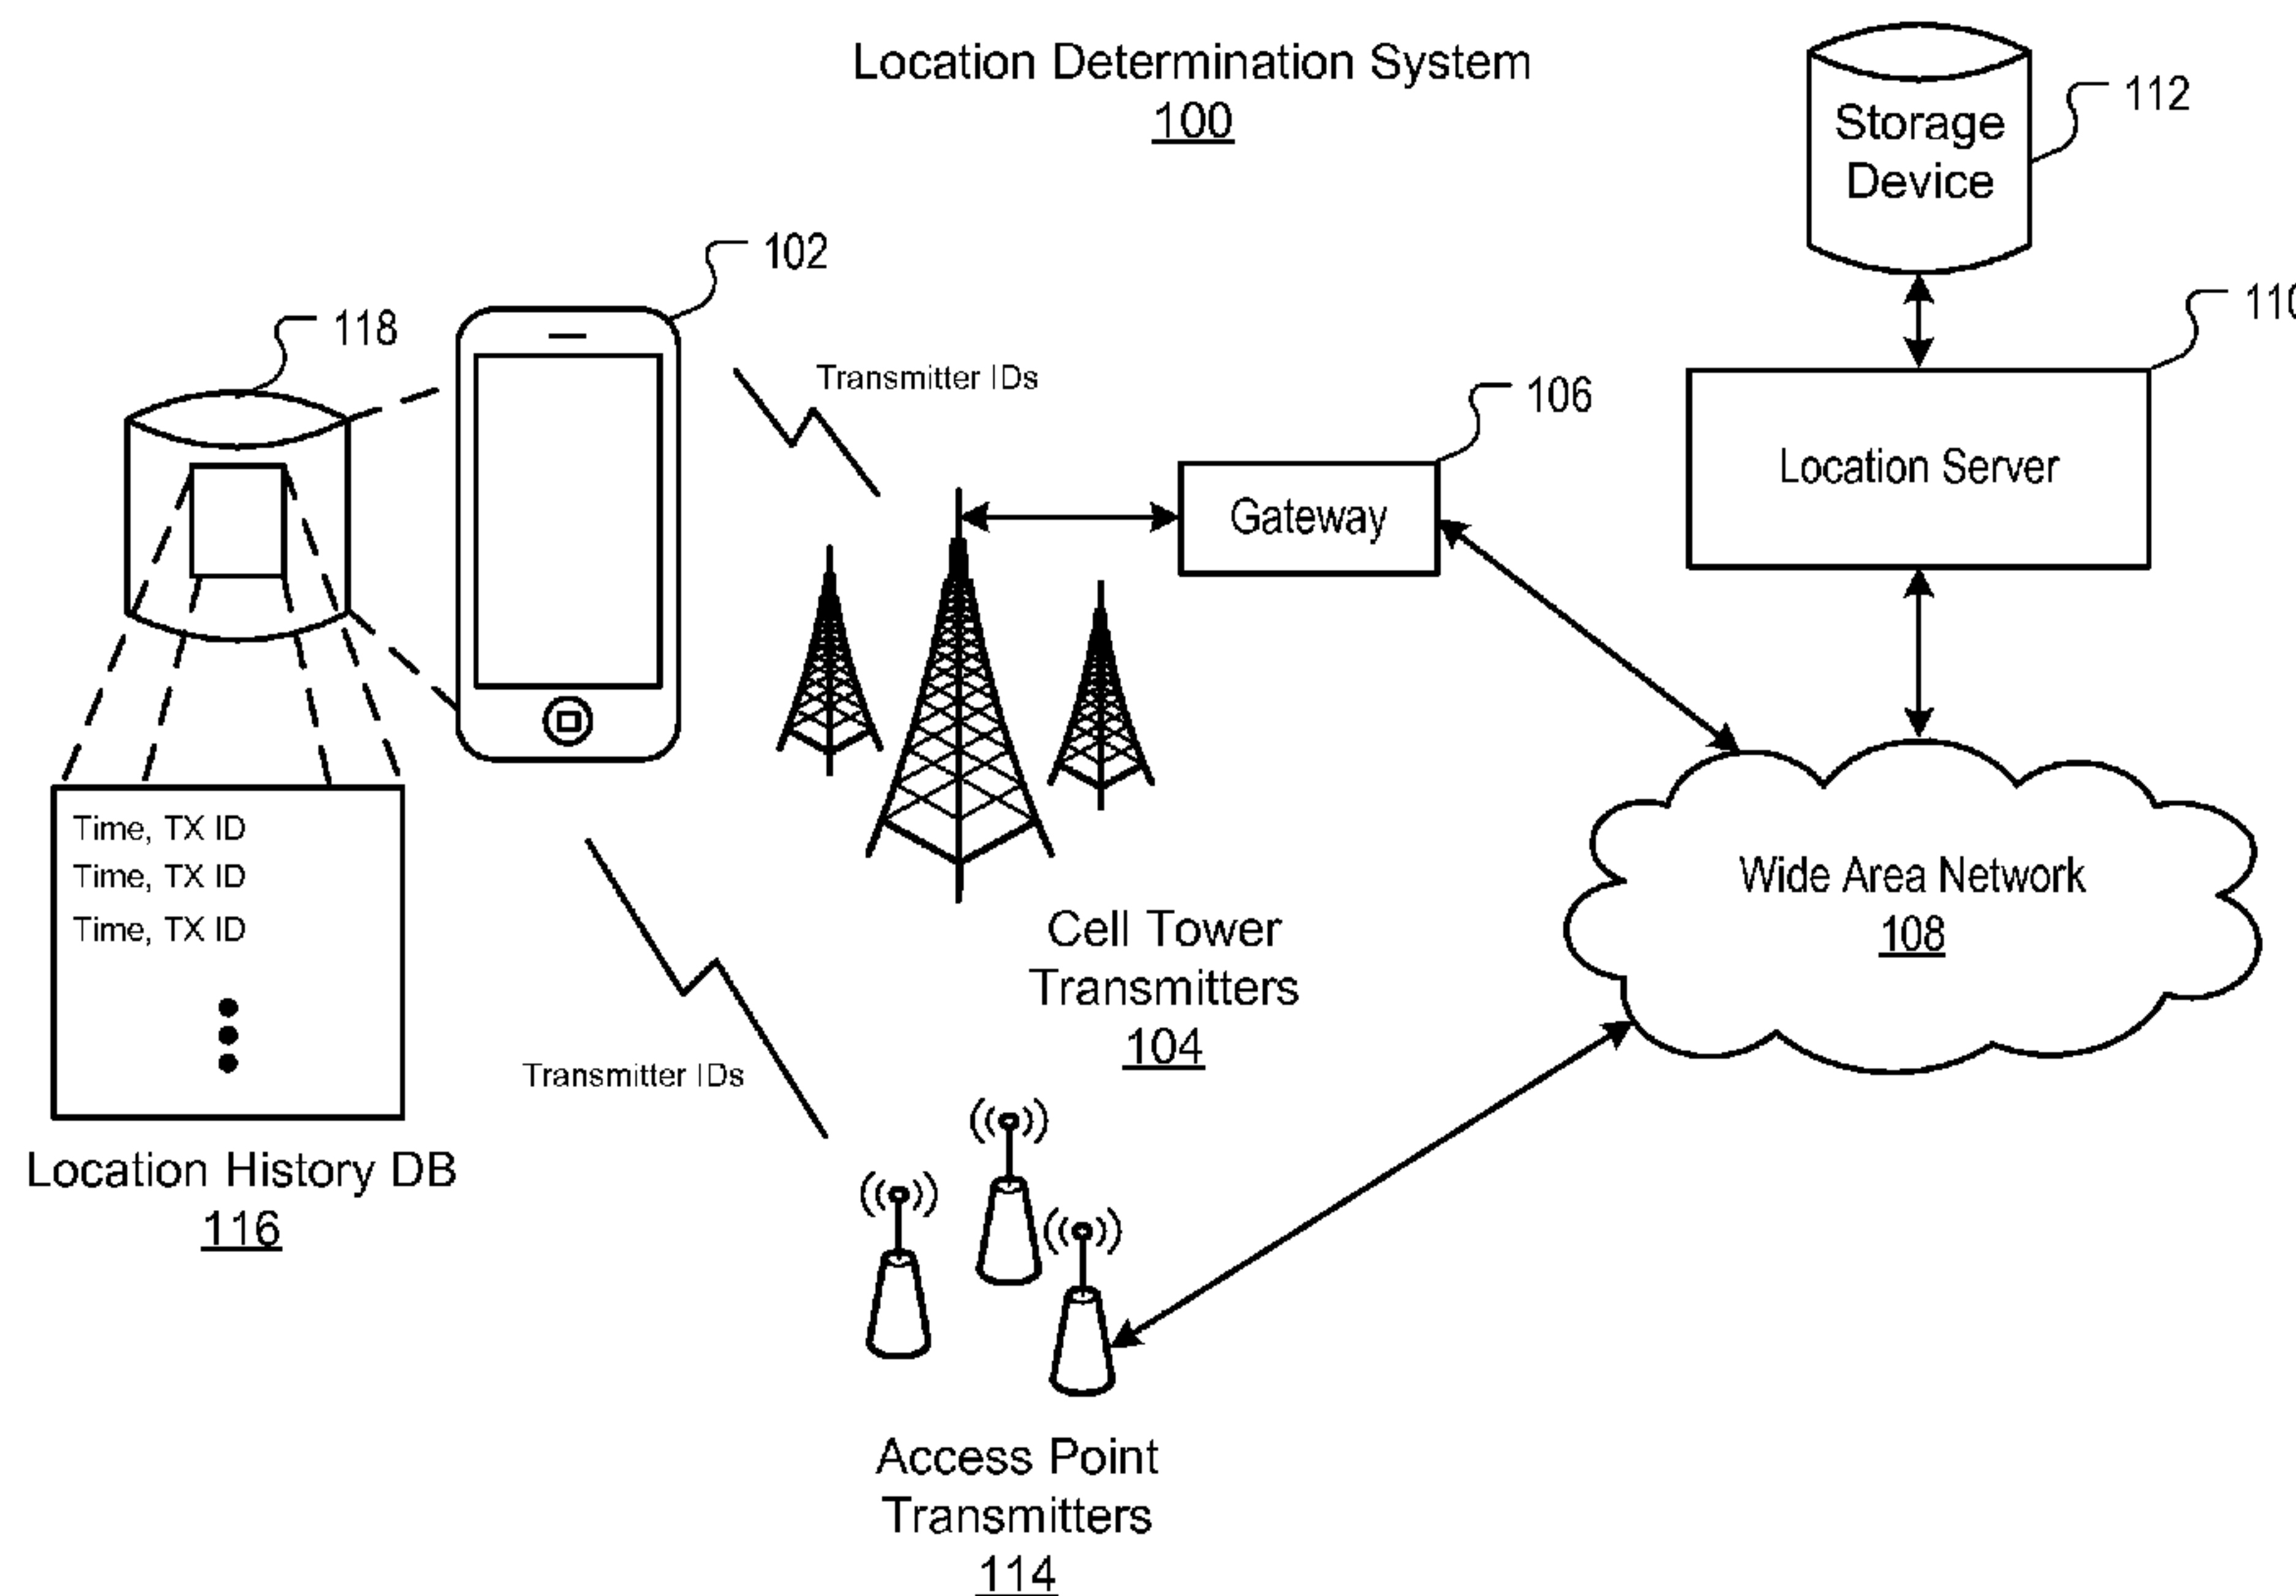 Location Determination System
100
Storage
Device
112
102
118
110
Transmitter IDs
106
Gateway
Location Server
Time, TX ID
Time, TX ID
Time, TX ID
Wide Area Network
108
Cell Tower
Transmitters
104
Transmitter IDs
Location History DB
116
Access Point
Transmitters
114